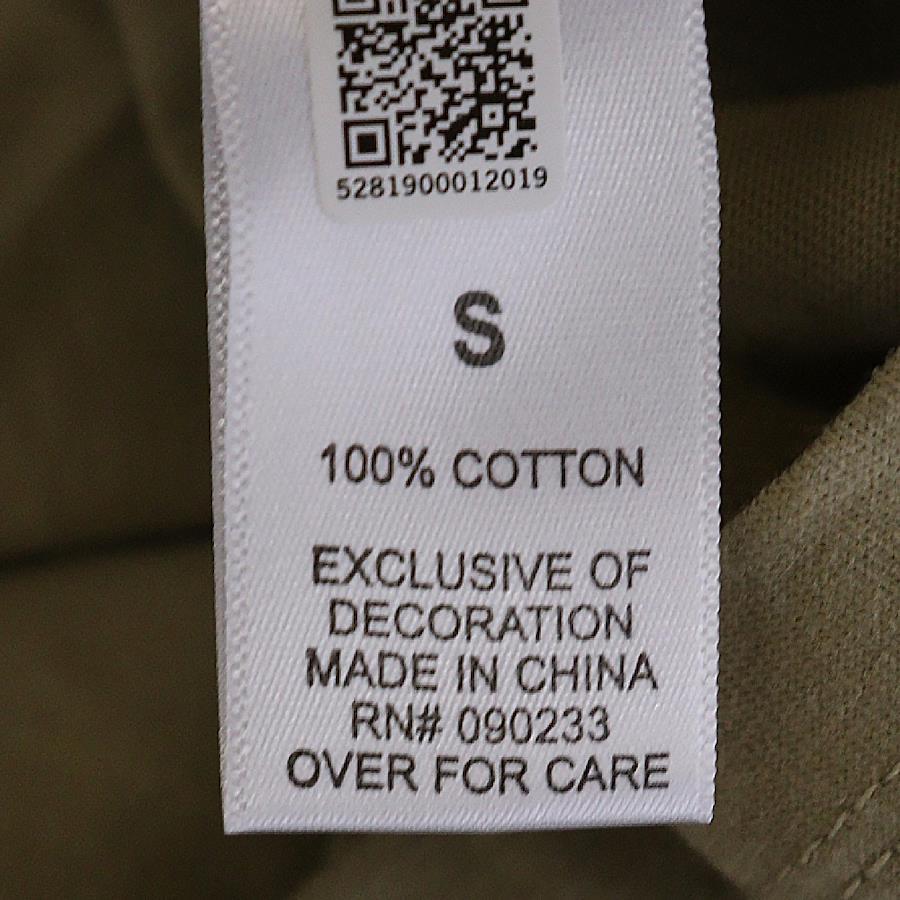 5281900012019
S
100% COTTON
EXCLUSIVE OF
DECORATION
MADE IN CHINA
RN# 090233
OVER FOR CARE